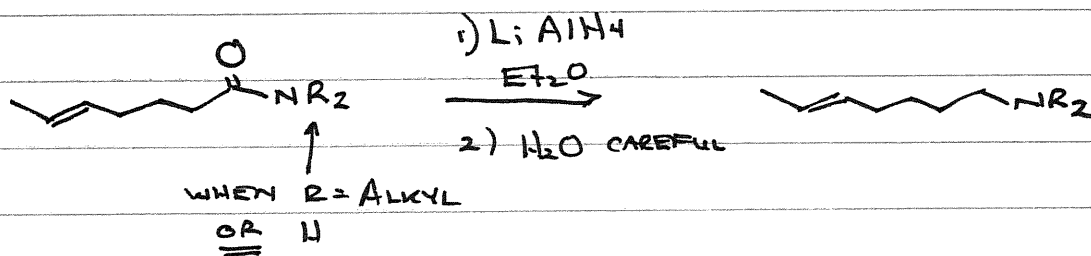 1) LiAlH4
O
Et2O
NR2
NR2
2) H2O CAREFUL
WHEN R = ALKYL
OR H